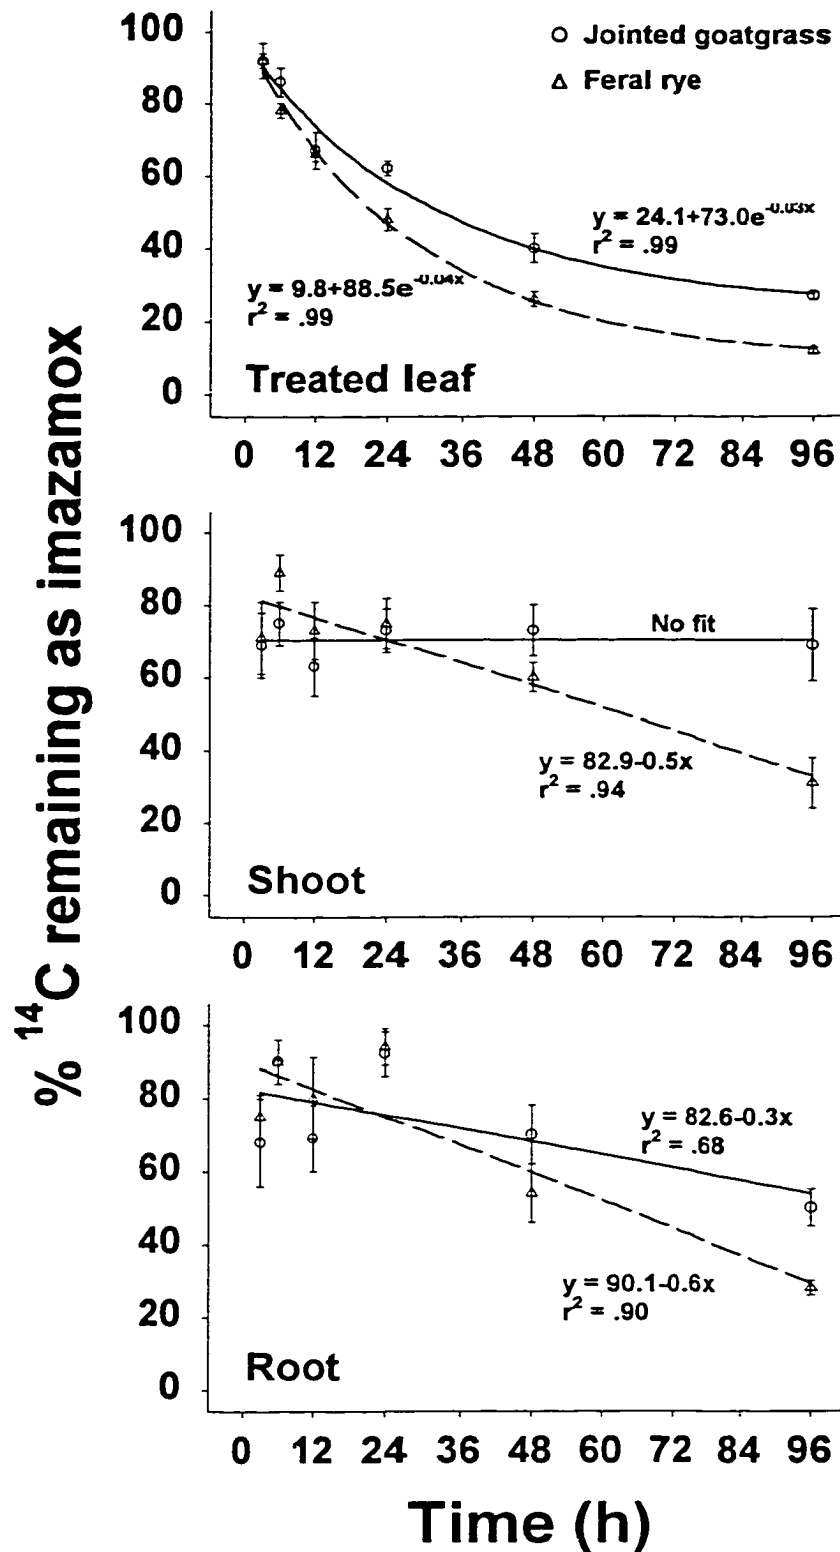 % ¹⁴C remaining as imazamox
100
80
60
40
20
0
Jointed goatgrass
Feral rye
y = 24.1+73.0e^-0.03x
r² = .99
y = 9.8+88.5e^-0.04x
r² = .99
Treated leaf
0 12 24 36 48 60 72 84 96
100
80
60
40
20
0
No fit
y = 82.9-0.5x
r² = .94
Shoot
0 12 24 36 48 60 72 84 96
100
80
60
40
20
0
y = 82.6-0.3x
r² = .68
y = 90.1-0.6x
r² = .90
Root
0 12 24 36 48 60 72 84 96
Time (h)